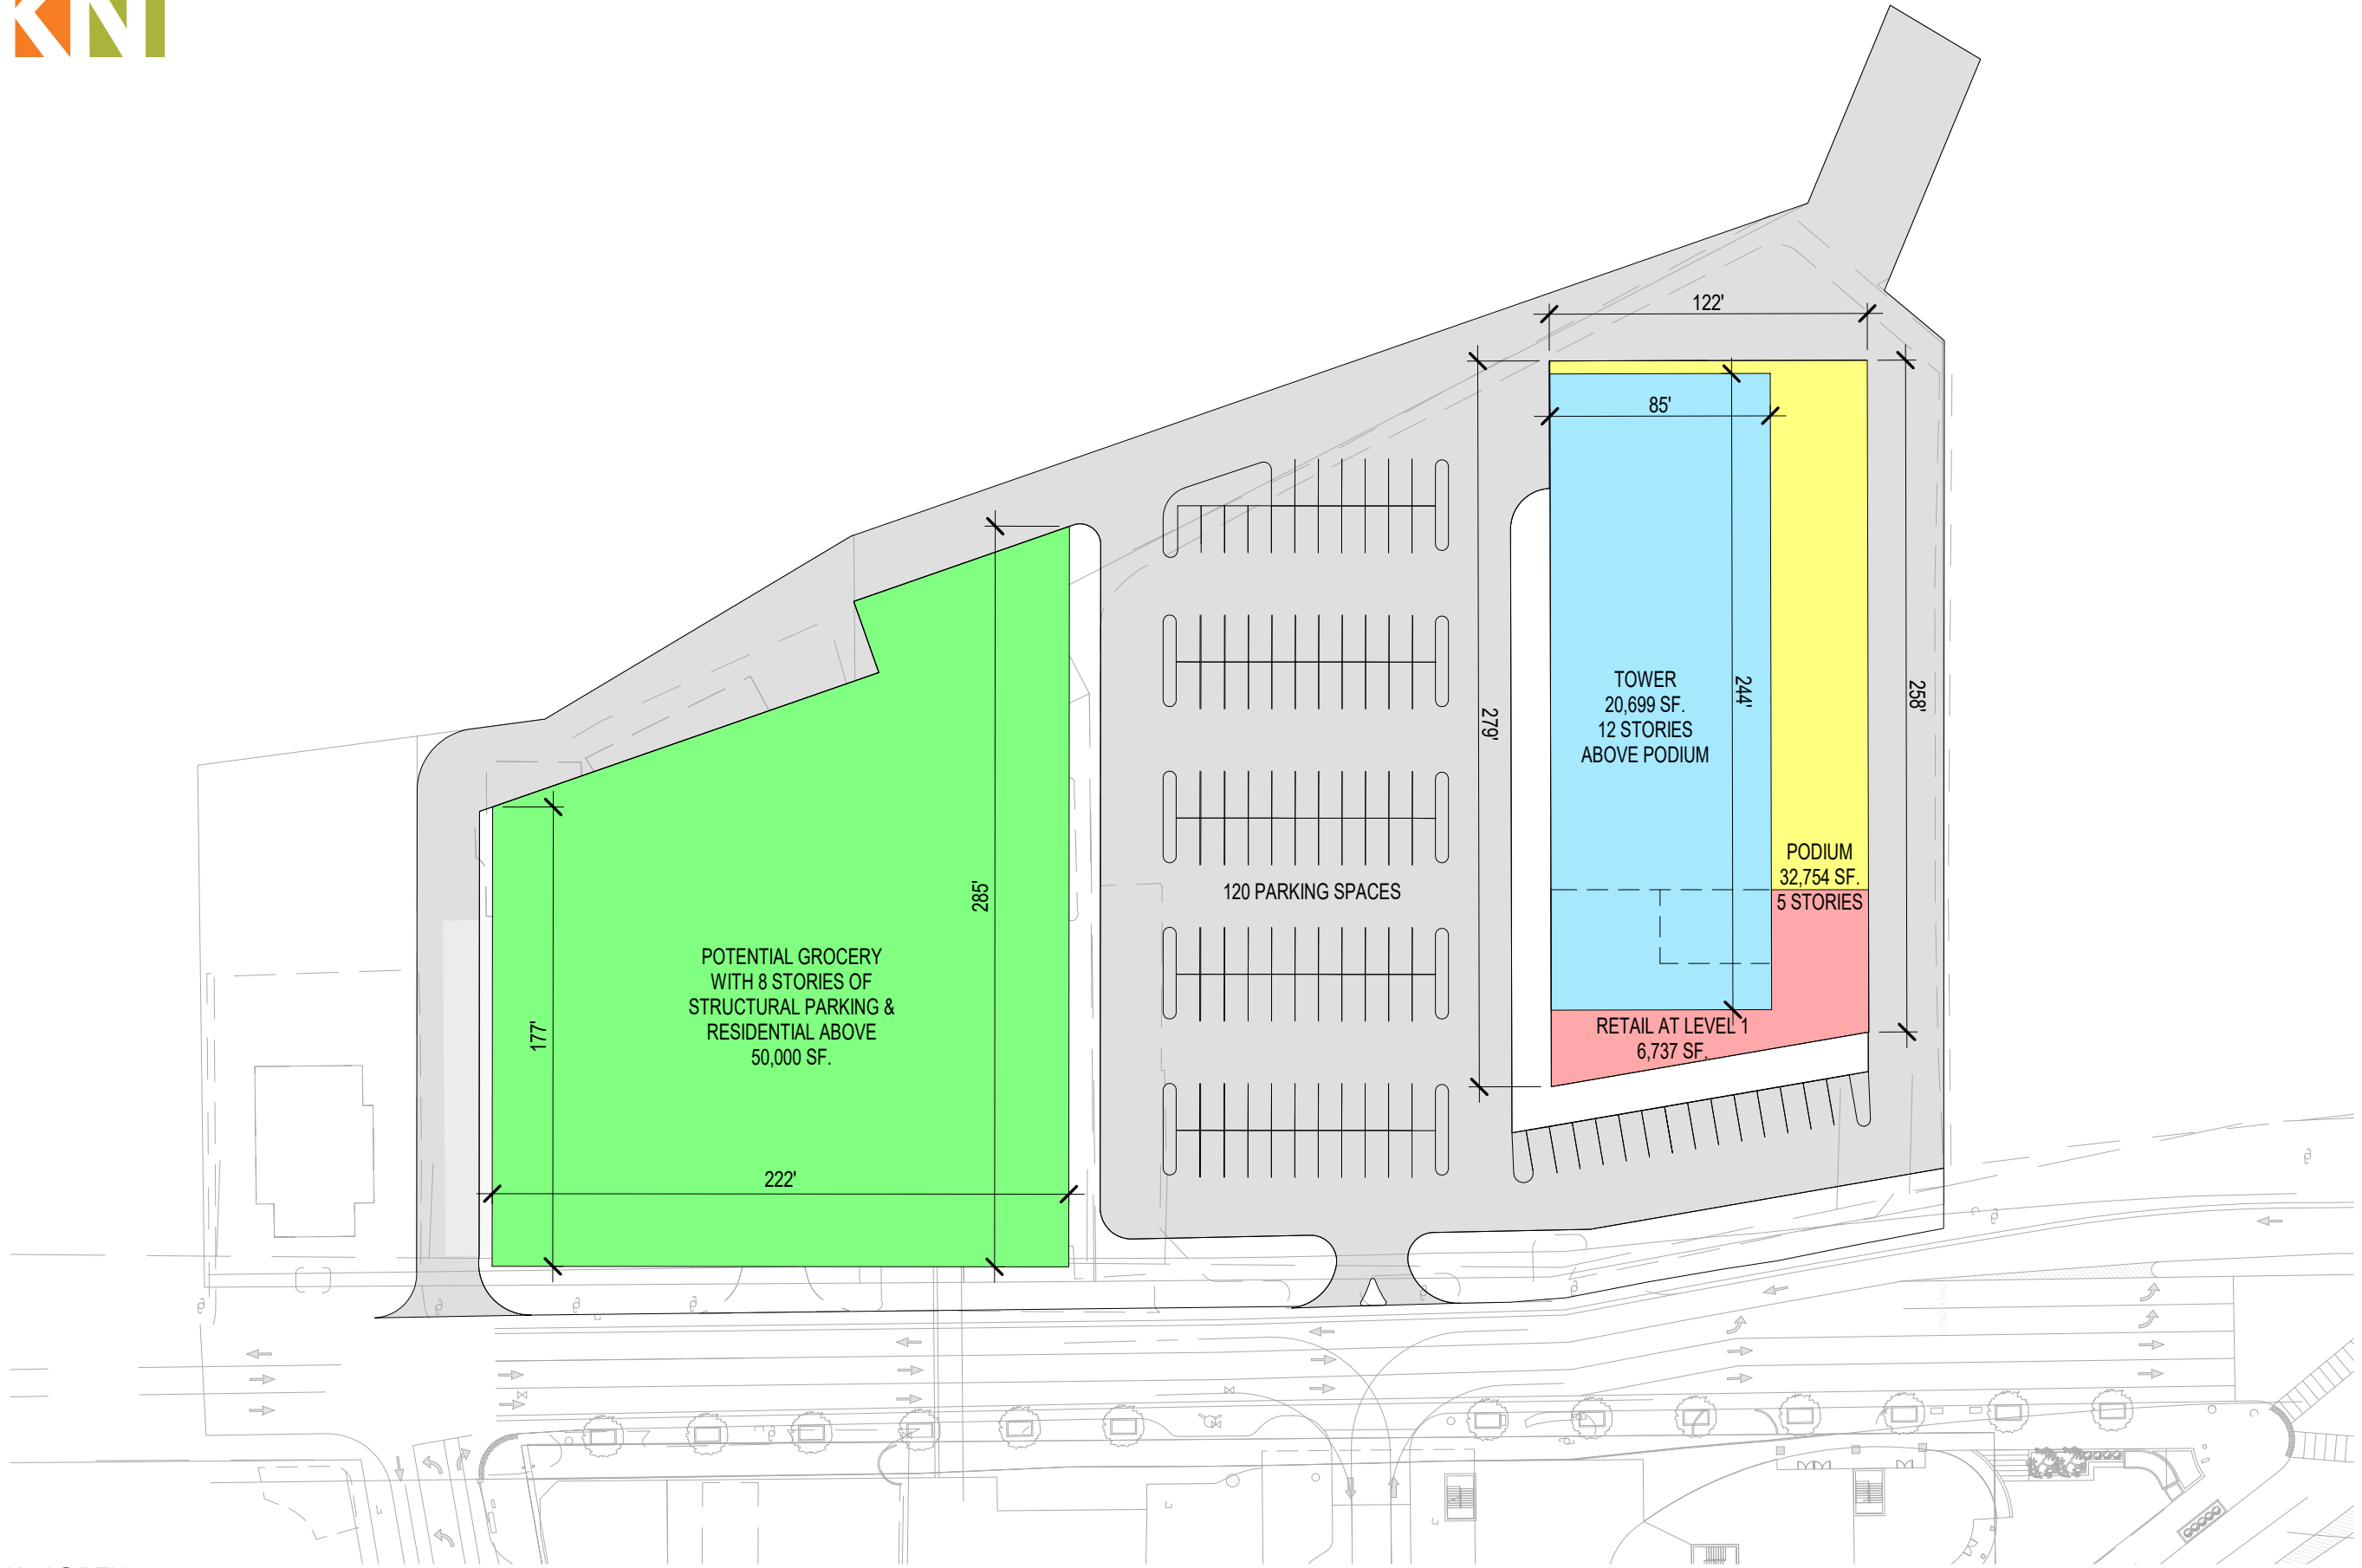 122'
85'
279'
244'
258'
TOWER
20,699 SF.
12 STORIES
ABOVE PODIUM
PODIUM
32,754 SF.
5 STORIES
285'
120 PARKING SPACES
POTENTIAL GROCERY
WITH 8 STORIES OF
STRUCTURAL PARKING &
RESIDENTIAL ABOVE
50,000 SF.
177'
RETAIL AT LEVEL 1
6,737 SF.
222'